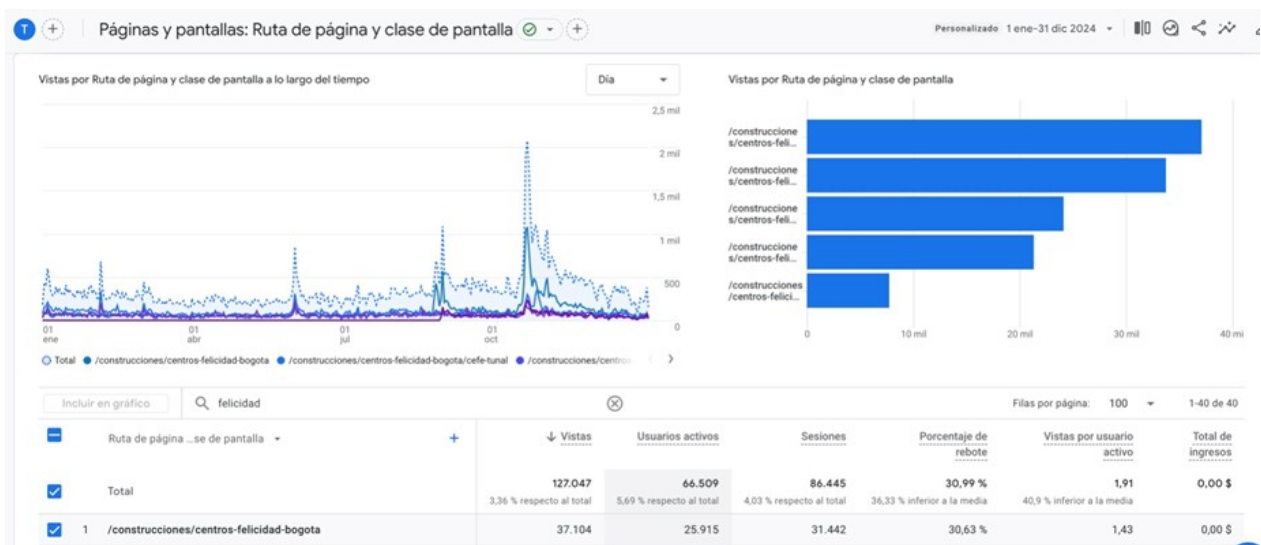 T
Páginas y pantallas: Ruta de página y clase de pantalla
Personalizado 1 ene-31 dic 2024
Vistas por Ruta de página y clase de pantalla a lo largo del tiempo
Día
2,5 mil
2 mil
1,5 mil
1 mil
500
0
01 ene
01 abr
01 jul
01 oct
Total /construcciones/centros-felicidad-bogota /construcciones/centros-felicidad-bogota/cefe-tunal /construcciones/centros-
Vistas por Ruta de página y clase de pantalla
/construccione
s/centros-feli...
/construccione
s/centros-feli...
/construccione
s/centros-feli...
/construccione
s/centros-feli...
/construcciones
/centros-felici...
0 10 mil 20 mil 30 mil 40 mi
Incluir en gráfico felicidad Filas por página: 100 1-40 de 40
Ruta de página ...se de pantalla + Vistas Usuarios activos Sesiones Porcentaje de rebote Vistas por usuario activo Total de ingresos
Total 127.047 66.509 86.445 30,99 % 1,91 0,00 $
3,36 % respecto al total 5,69 % respecto al total 4,03 % respecto al total 36,33 % inferior a la media 40,9 % inferior a la media
1 /construcciones/centros-felicidad-bogota 37.104 25.915 31.442 30,63 % 1,43 0,00 $